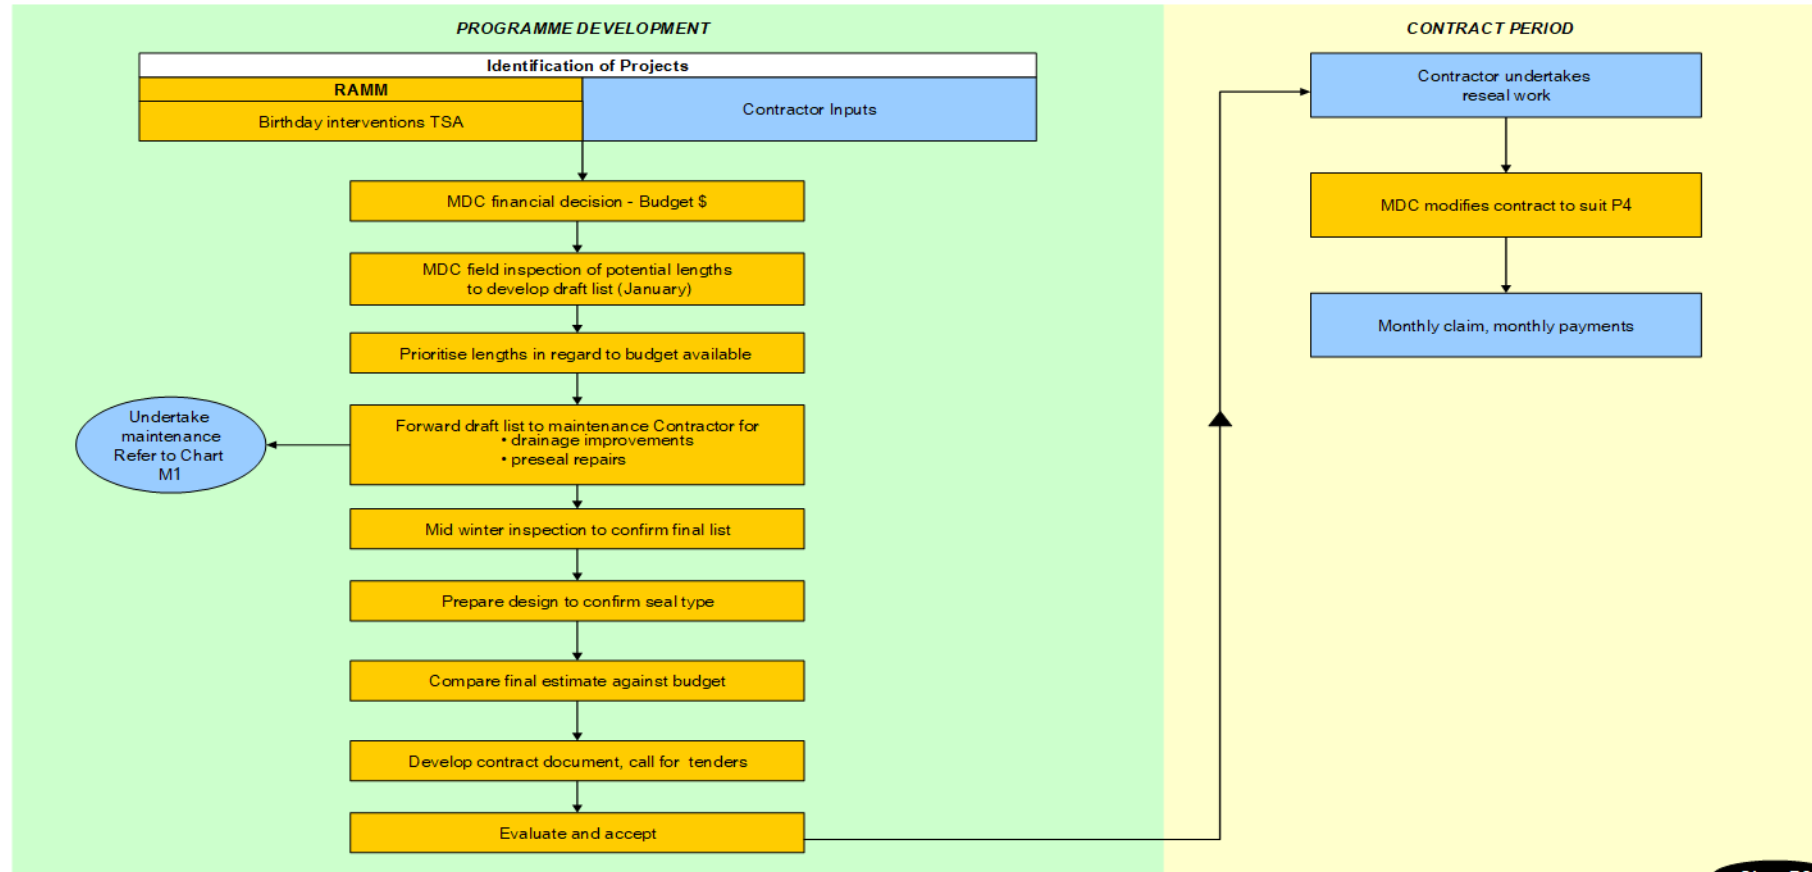 PROGRAMME DEVELOPMENT
Identification of Projects
RAMM
Birthday interventions TSA
Contractor Inputs
MDC financial decision - Budget $
MDC field inspection of potential lengths
to develop draft list (January)
Prioritise lengths in regard to budget available
Forward draft list to maintenance Contractor for
• drainage improvements
• preseal repairs
Undertake
maintenance
Refer to Chart
M1
Mid winter inspection to confirm final list
Prepare design to confirm seal type
Compare final estimate against budget
Develop contract document, call for tenders
Evaluate and accept
CONTRACT PERIOD
Contractor undertakes
reseal work
MDC modifies contract to suit P4
Monthly claim, monthly payments